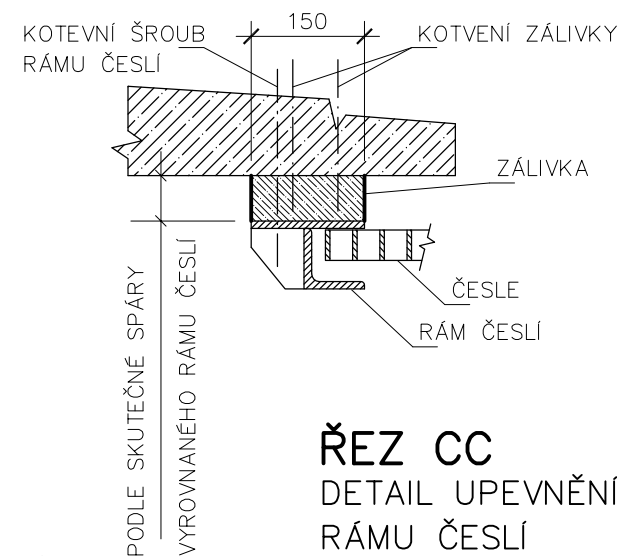 KOTEVNÍ ŠROUB
RÁMU ČESLÍ
150
KOTVENÍ ZÁLIVKY
ZÁLIVKA
ČESLE
RÁM ČESLÍ
PODLE SKUTEČNÉ SPÁRY
VYROVNANÉHO RÁMU ČESLÍ
ŘEZ CC
DETAIL UPEVNĚNÍ
RÁMU ČESLÍ